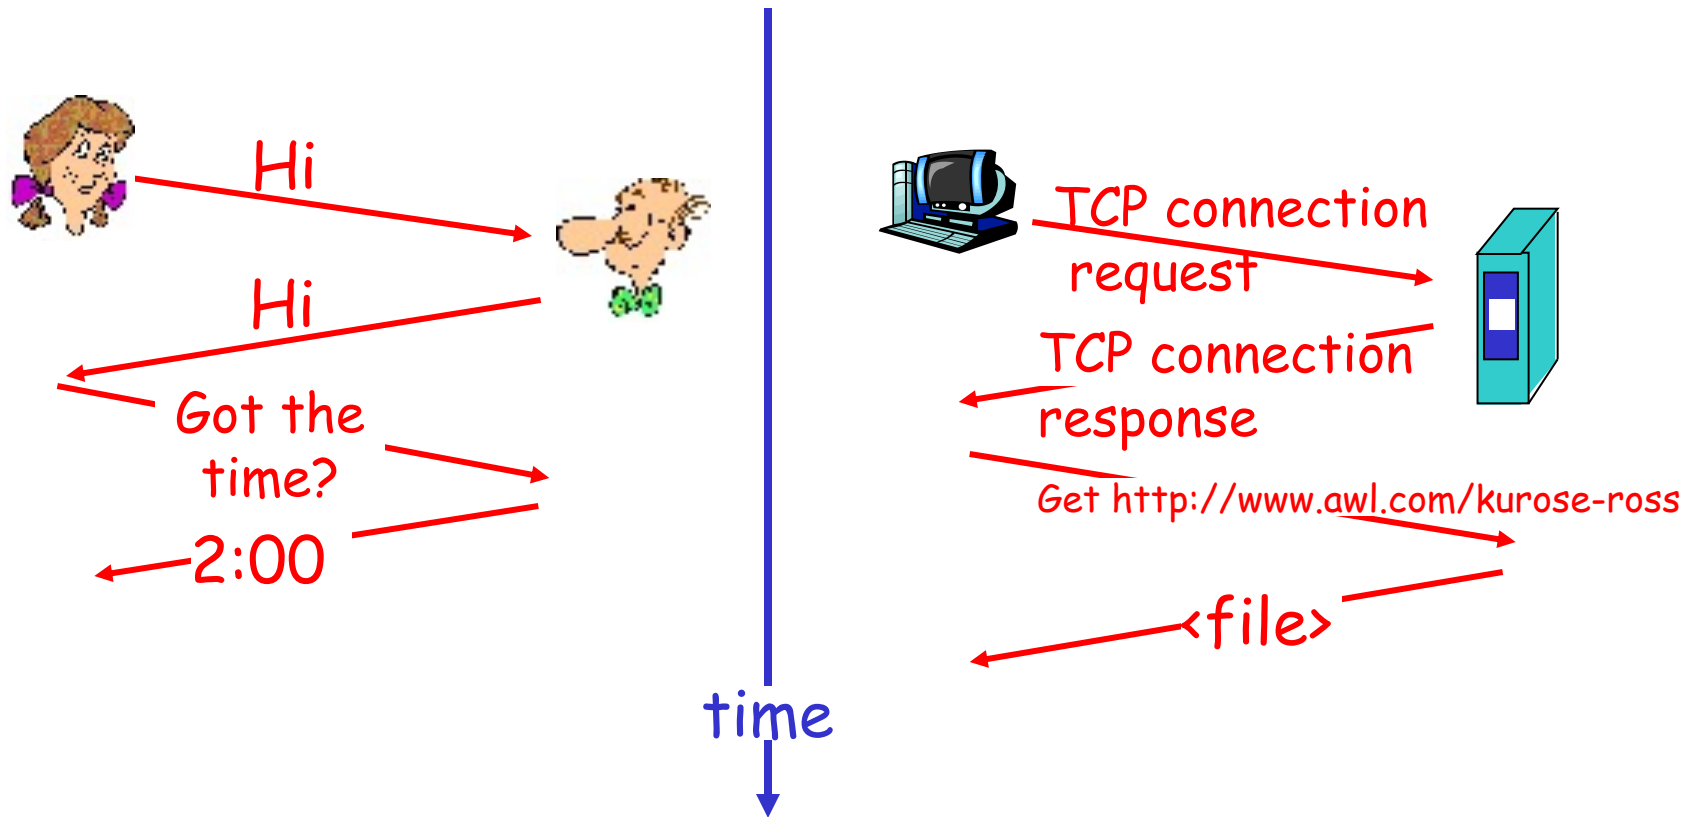 Hi
Hi
Got the
time?
2:00
time
TCP connection
request
TCP connection
response
Get http://www.awl.com/kurose-ross
<file>